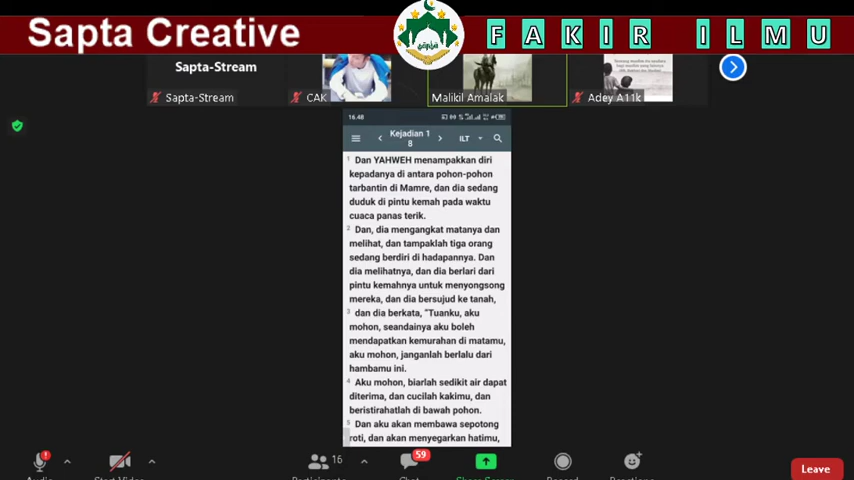 Sapta Creative
FAKIR ILMU
Sapta-Stream
Sapta-Stream
CAK
Malikil Amalak
Adey A11k
16.48
Kejadian 1
8
ILT
1 Dan YAHWEH menampakkan diri
kepadanya di antara pohon-pohon
tarbantin di Mamre, dan dia sedang
duduk di pintu kemah pada waktu
cuaca panas terik.
2 Dan, dia mengangkat matanya dan
melihat, dan tampaklah tiga orang
sedang berdiri di hadapannya. Dan
dia melihatnya, dan dia berlari dari
pintu kemahnya untuk menyongsong
mereka, dan dia bersujud ke tanah,
3 dan dia berkata, “Tuanku, aku
mohon, seandainya aku boleh
mendapatkan kemurahan di matamu,
aku mohon, janganlah berlalu dari
hambamu ini.
4 Aku mohon, biarlah sedikit air dapat
diterima, dan cucilah kakimu, dan
beristirahatlah di bawah pohon.
5 Dan aku akan membawa sepotong
roti, dan akan menyegarkan hatimu,
59
16
Leave